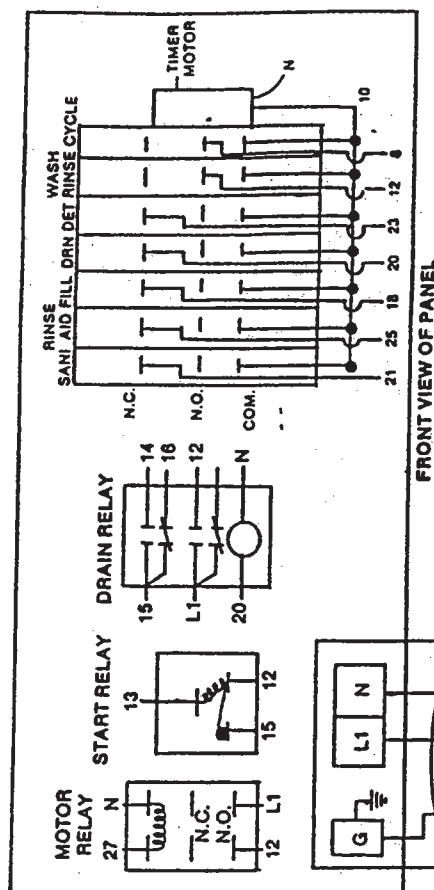 MOTOR
RELAY
27 N
N.C.
N.O.
12 L1
START RELAY
13
15 12
DRAIN RELAY
15 14
16
L1 12
20 N
RINSE WASH
SANI AID FILL DRN DET RINSE CYCLE
TIMER
MOTOR
N.C.
N.O.
COM.
N
10
21 25 18 20 23 12 8
G L1 N
FRONT VIEW OF PANEL